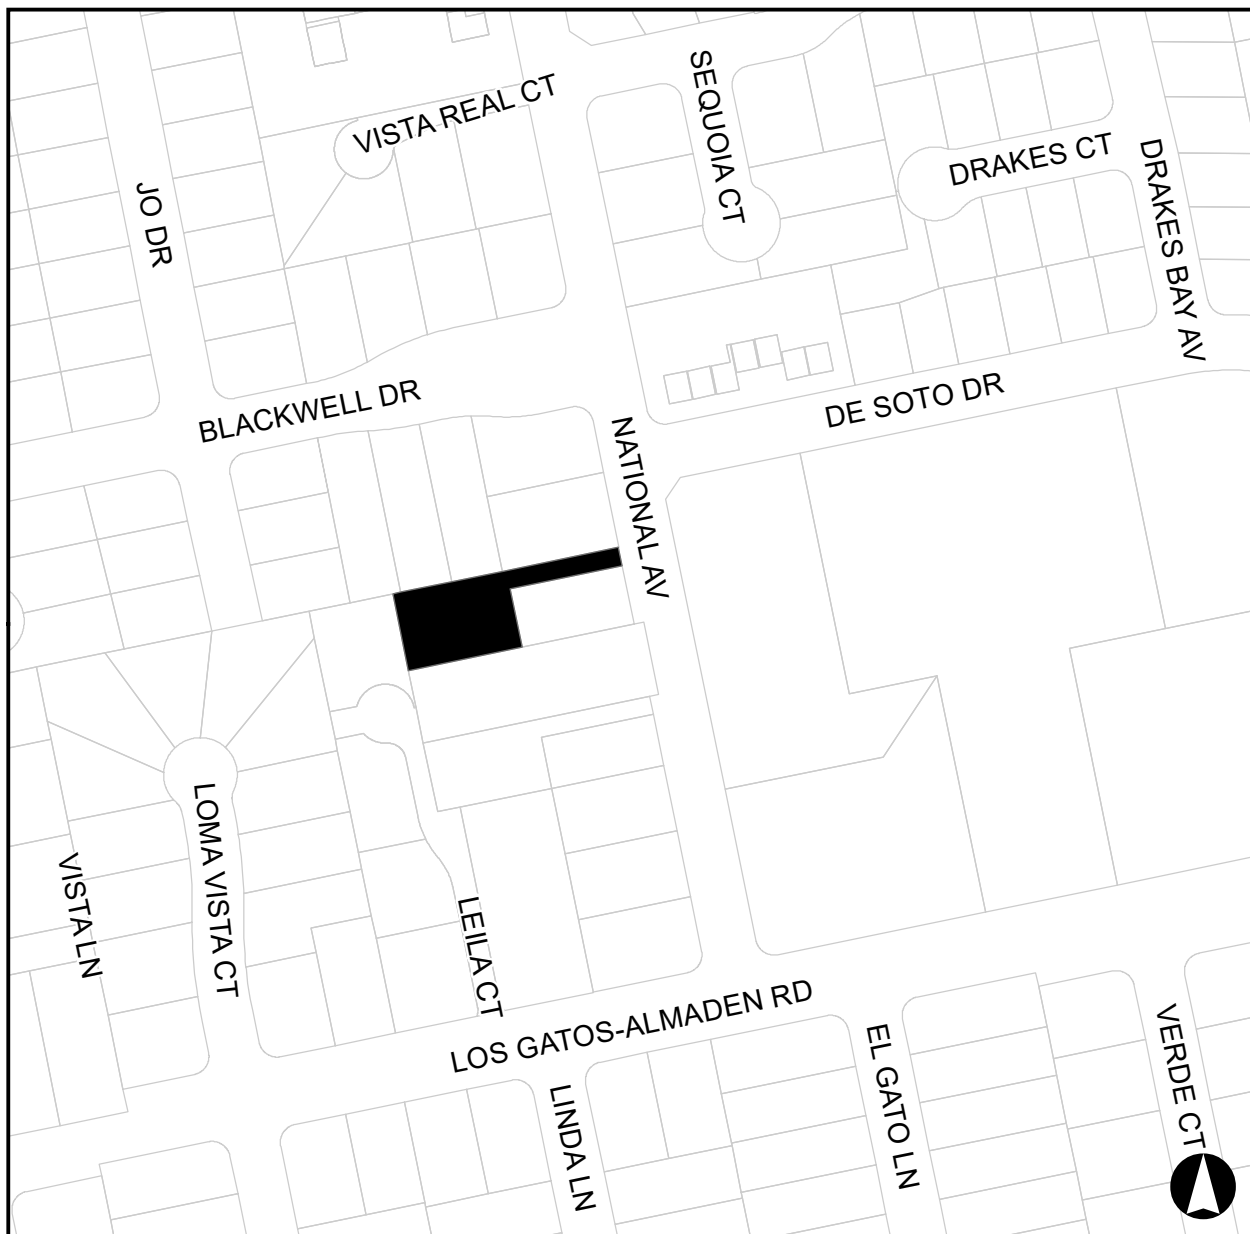 VISTA REAL CT
SEQUOIA CT
DRAKES CT
DRAKES BAY AV
JO DR
BLACKWELL DR
DE SOTO DR
NATIONAL AV
LOMA VISTA CT
VISTA LN
LEILA CT
LOS GATOS-ALMADEN RD
EL GATO LN
VERDE CT
LINDA LN